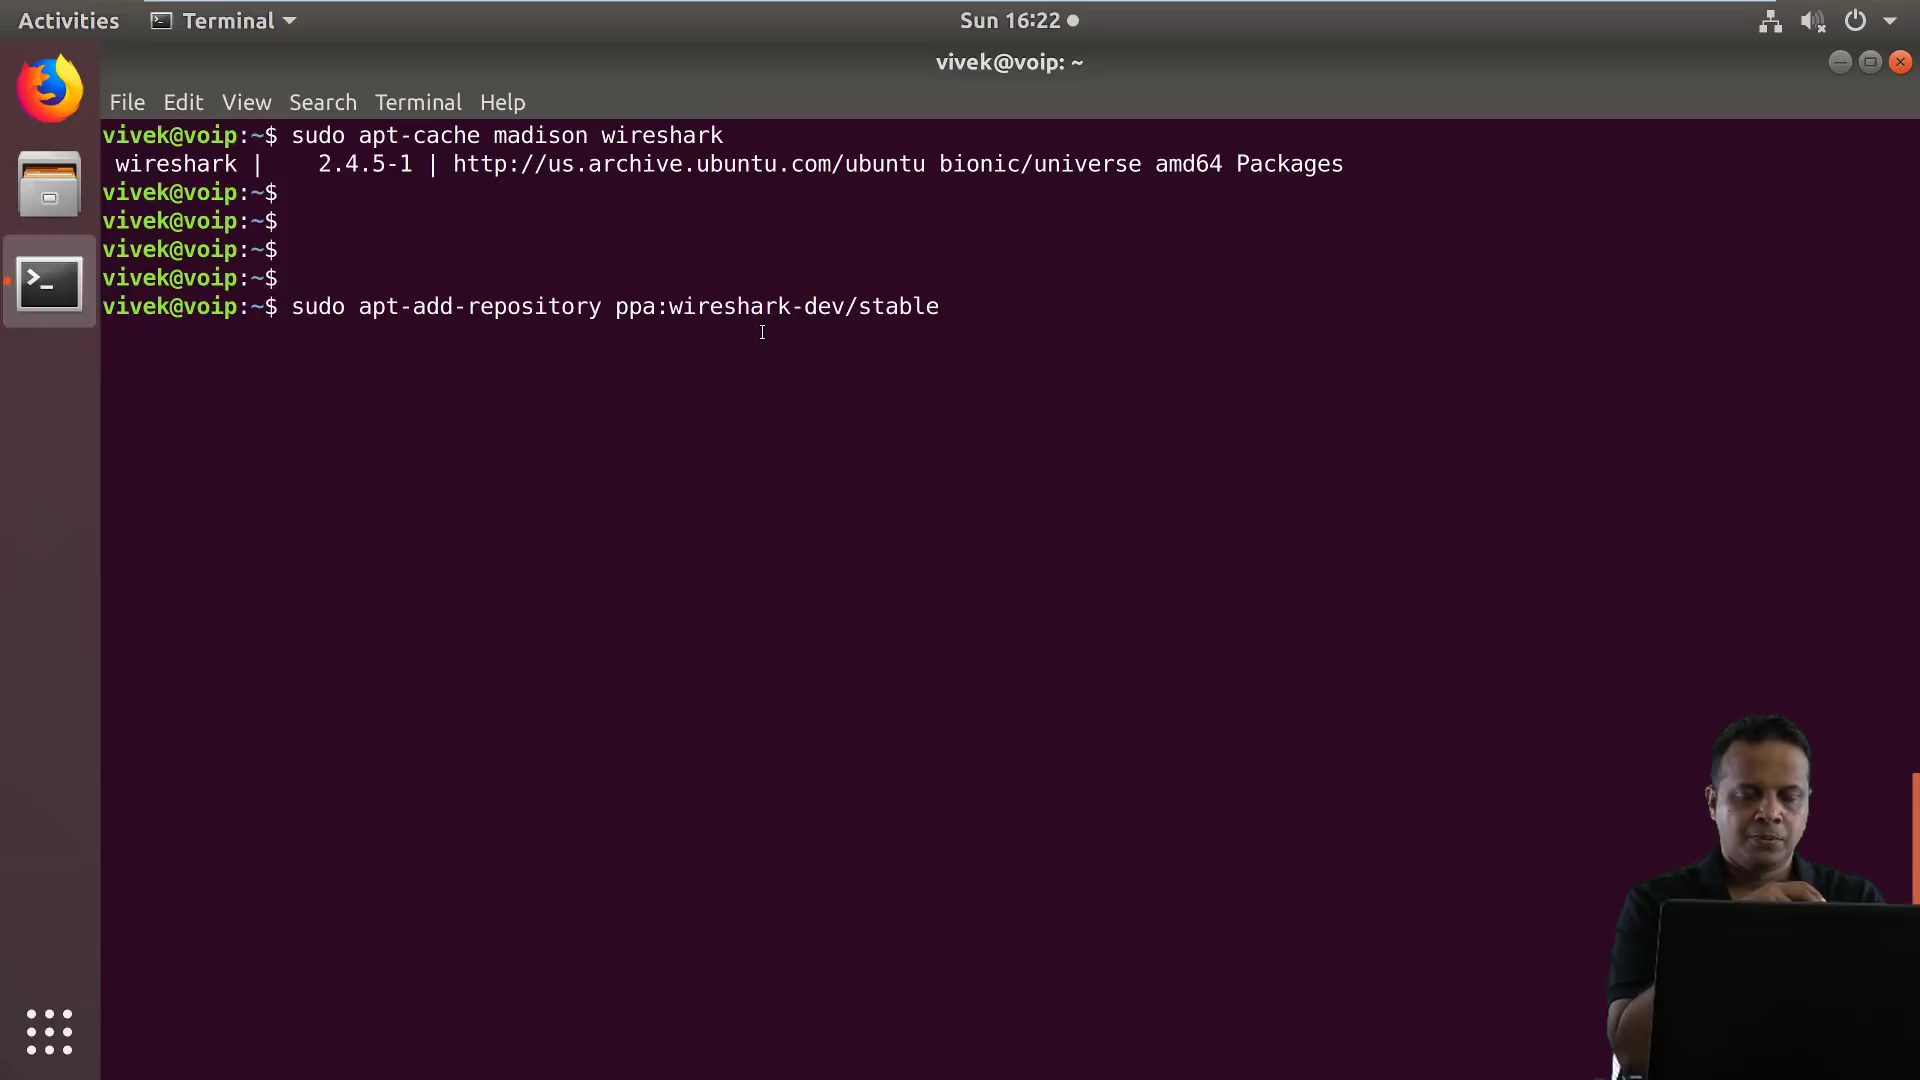 Activities Terminal Sun 16:22
vivek@voip: ~
File Edit View Search Terminal Help
vivek@voip:~$ sudo apt-cache madison wireshark
wireshark | 2.4.5-1 | http://us.archive.ubuntu.com/ubuntu bionic/universe amd64 Packages
vivek@voip:~$
vivek@voip:~$
vivek@voip:~$
vivek@voip:~$
vivek@voip:~$ sudo apt-add-repository ppa:wireshark-dev/stable